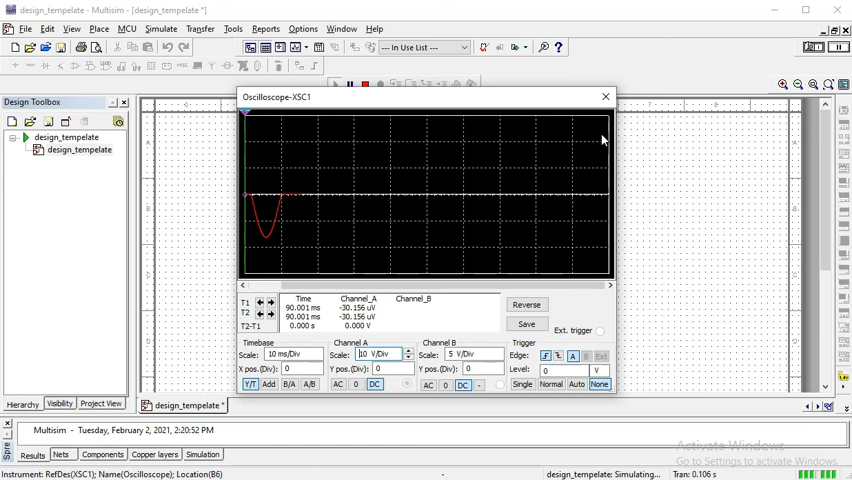 design_tempelate - Multisim - [design_tempelate *]
File Edit View Place MCU Simulate Transfer Tools Reports Options Window Help
--- In Use List ---
Design Toolbox
design_tempelate
design_tempelate
Oscilloscope-XSC1
T1
T2
T2-T1
Time Channel_A Channel_B
90.001 ms -30.156 uV
90.001 ms -30.156 uV
0.000 s 0.000 V
Reverse
Save
Ext. trigger
Timebase
Scale: 10 ms/Div
X pos.(Div): 0
Y/T Add B/A A/B
Channel A
Scale: 10 V/Div
Y pos.(Div): 0
AC 0 DC
Channel B
Scale: 5 V/Div
Y pos.(Div): 0
AC 0 DC -
Trigger
Edge: A B Ext
Level: 0 V
Single Normal Auto None
Hierarchy Visibility Project View
design_tempelate *
Multisim - Tuesday, February 2, 2021, 2:20:52 PM
Results Nets Components Copper layers Simulation
Activate Windows
Go to Settings to activate Windows.
Instrument: RefDes(XSC1); Name(Oscilloscope); Location(B6) - design_tempelate: Simulating... Tran: 0.106 s